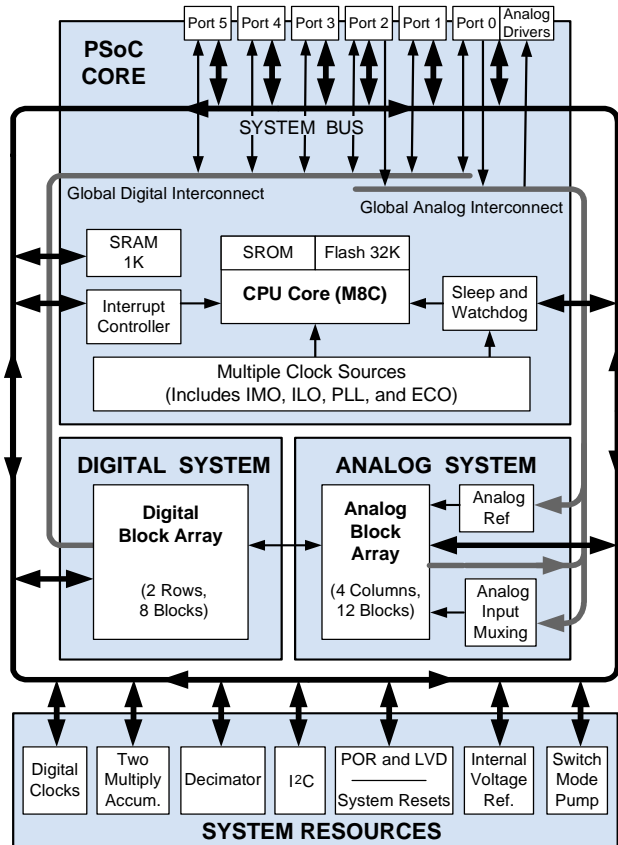 Port 5
Port 4
Port 3
Port 2
Port 1
Port 0
Analog
Drivers
PSoC
CORE
SYSTEM BUS
Global Digital Interconnect
Global Analog Interconnect
SRAM
1K
SROM
Flash 32K
CPU Core (M8C)
Interrupt
Controller
Sleep and
Watchdog
Multiple Clock Sources
(Includes IMO, ILO, PLL, and ECO)
DIGITAL SYSTEM
ANALOG SYSTEM
Digital
Block Array
(2 Rows,
8 Blocks)
Analog
Block
Array
(4 Columns,
12 Blocks)
Analog
Ref
Analog
Input
Muxing
Digital
Clocks
Two
Multiply
Accum.
Decimator
I²C
POR and LVD
System Resets
Internal
Voltage
Ref.
Switch
Mode
Pump
SYSTEM RESOURCES